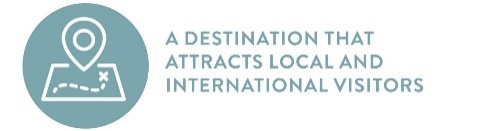 A DESTINATION THAT
ATTRACTS LOCAL AND
INTERNATIONAL VISITORS